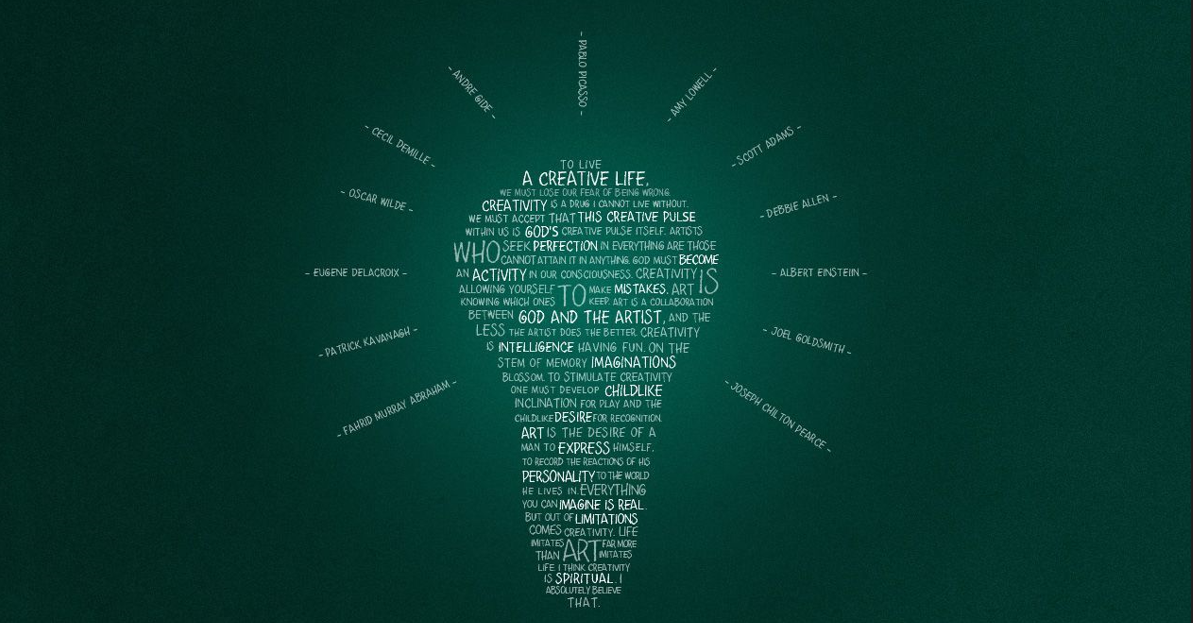 - PABLO PICASSO -
- ANDRE GIDE -
- AMY LOWELL -
- CECIL DEMILLE -
- SCOTT ADAMS -
- OSCAR WILDE -
- DEBBIE ALLEN -
- EUGENE DELACROIX -
- ALBERT EINSTEIN -
- PATRICK KAVANAGH -
- JOEL GOLDSMITH -
- FAHRID MURRAY ABRAHAM -
- JOSEPH CHILTON PEARCE -
TO LIVE
A CREATIVE LIFE,
WE MUST LOSE OUR FEAR OF BEING WRONG.
CREATIVITY IS A DRUG I CANNOT LIVE WITHOUT.
WE MUST ACCEPT THAT THIS CREATIVE PULSE
WITHIN US IS GOD'S CREATIVE PULSE ITSELF. ARTISTS
WHO SEEK PERFECTION IN EVERYTHING ARE THOSE
CANNOT ATTAIN IT IN ANYTHING. GOD MUST BECOME
AN ACTIVITY IN OUR CONSCIOUSNESS. CREATIVITY IS
ALLOWING YOURSELF TO MAKE MISTAKES. ART
KNOWING WHICH ONES KEEP. ART IS A COLLABORATION
BETWEEN GOD AND THE ARTIST, AND THE
LESS THE ARTIST DOES THE BETTER. CREATIVITY
IS INTELLIGENCE HAVING FUN. ON THE
STEM OF MEMORY IMAGINATIONS
BLOSSOM. TO STIMULATE CREATIVITY
ONE MUST DEVELOP CHILDLIKE
INCLINATION FOR PLAY AND THE
CHILDLIKE DESIRE FOR RECOGNITION.
ART IS THE DESIRE OF A
MAN TO EXPRESS HIMSELF,
TO RECORD THE REACTIONS OF HIS
PERSONALITY TO THE WORLD
HE LIVES IN. EVERYTHING
YOU CAN IMAGINE IS REAL.
BUT OUT OF LIMITATIONS
COMES CREATIVITY. LIFE
IMITATES ART FAR MORE
THAN IMITATES
LIFE. I THINK CREATIVITY
IS SPIRITUAL. I
ABSOLUTELY BELIEVE
THAT.